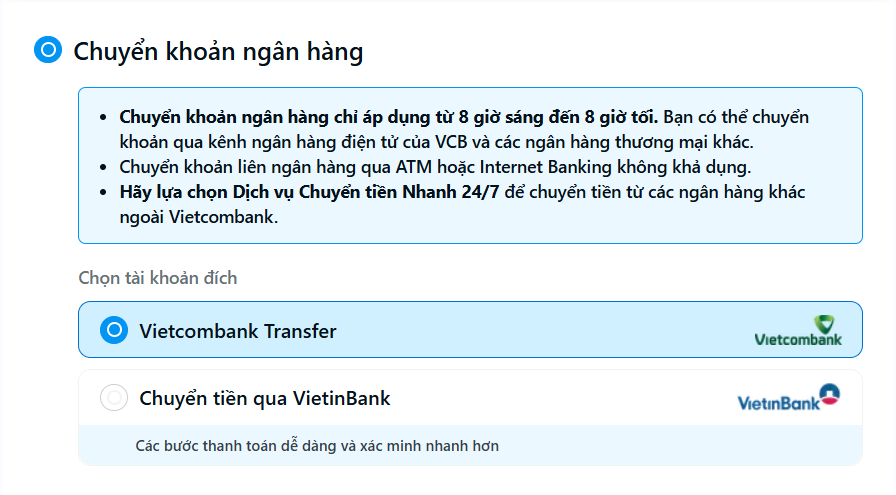 Chuyển khoản ngân hàng
Chuyển khoản ngân hàng chỉ áp dụng từ 8 giờ sáng đến 8 giờ tối. Bạn có thể chuyển
khoản qua kênh ngân hàng điện tử của VCB và các ngân hàng thương mại khác.
Chuyển khoản liên ngân hàng qua ATM hoặc Internet Banking không khả dụng.
Hãy lựa chọn Dịch vụ Chuyển tiền Nhanh 24/7 để chuyển tiền từ các ngân hàng khác
ngoài Vietcombank.
Chọn tài khoản đích
Vietcombank Transfer
Vietcombank
Chuyển tiền qua VietinBank
VietinBank
Các bước thanh toán dễ dàng và xác minh nhanh hơn